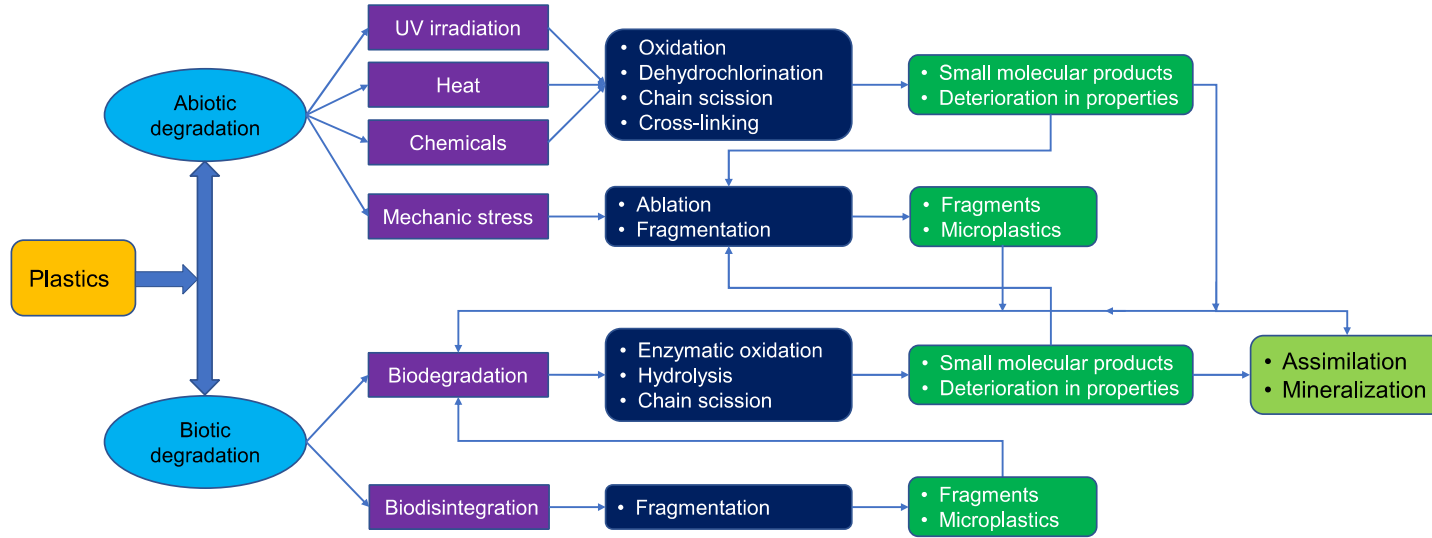 Plastics
Abiotic
degradation
UV irradiation
Heat
Chemicals
Mechanic stress
• Oxidation
• Dehydrochlorination
• Chain scission
• Cross-linking
• Small molecular products
• Deterioration in properties
• Ablation
• Fragmentation
• Fragments
• Microplastics
Biotic
degradation
Biodegradation
• Enzymatic oxidation
• Hydrolysis
• Chain scission
• Small molecular products
• Deterioration in properties
• Assimilation
• Mineralization
Biodisintegration
• Fragmentation
• Fragments
• Microplastics